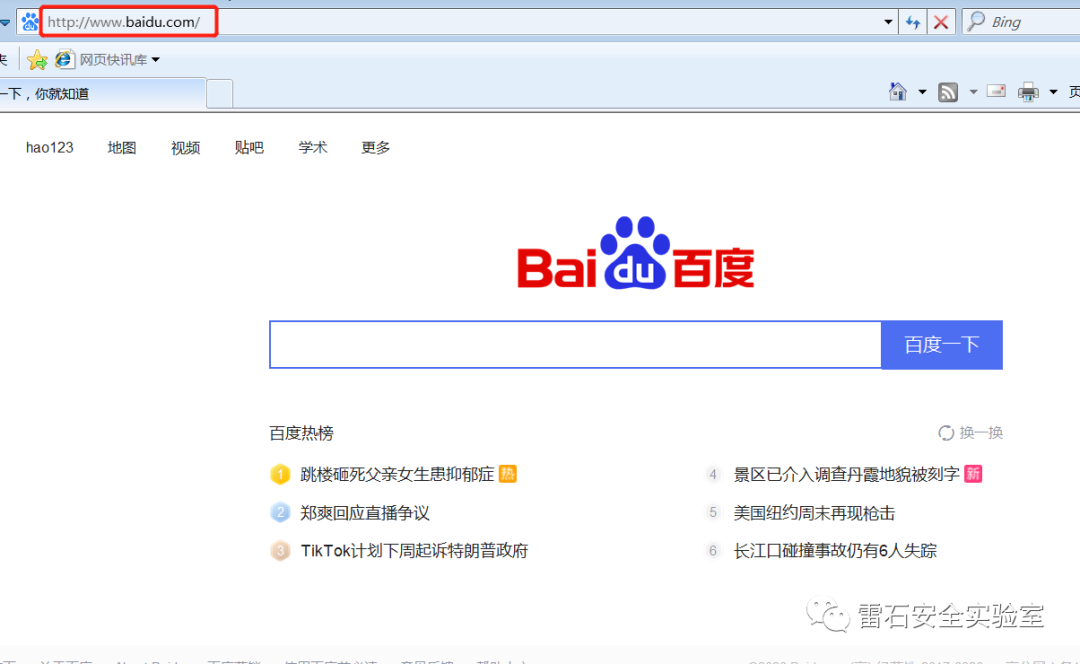 http://www.baidu.com/
Bing
网页快讯库
一下，你就知道
hao123 地图 视频 贴吧 学术 更多
Bai du 百度
百度一下
百度热榜 换一换
1 跳楼砸死父亲女生患抑郁症 热
4 景区已介入调查丹霞地貌被刻字 新
2 郑爽回应直播争议
5 美国纽约周末再现枪击
3 TikTok计划下周起诉特朗普政府
6 长江口碰撞事故仍有6人失踪
雷石安全实验室